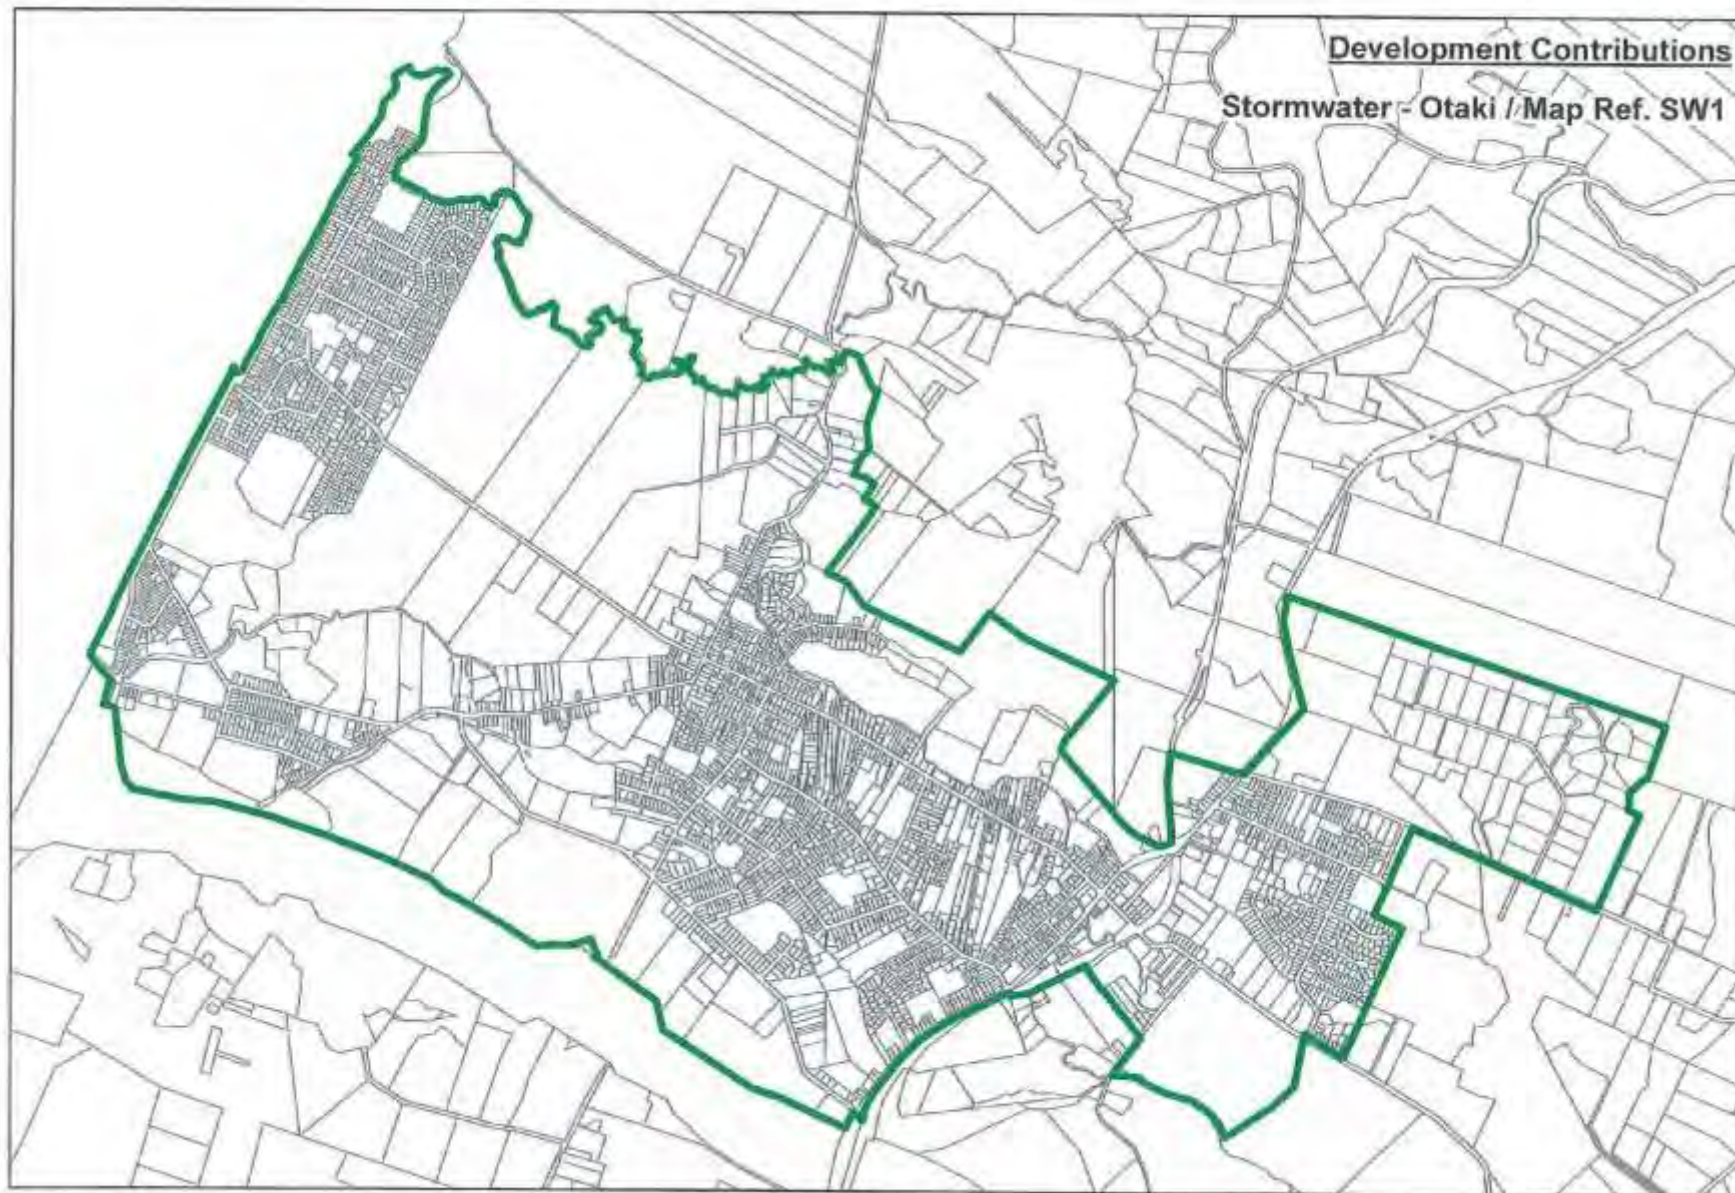 Development Contributions
Stormwater - Otaki / Map Ref. SW1